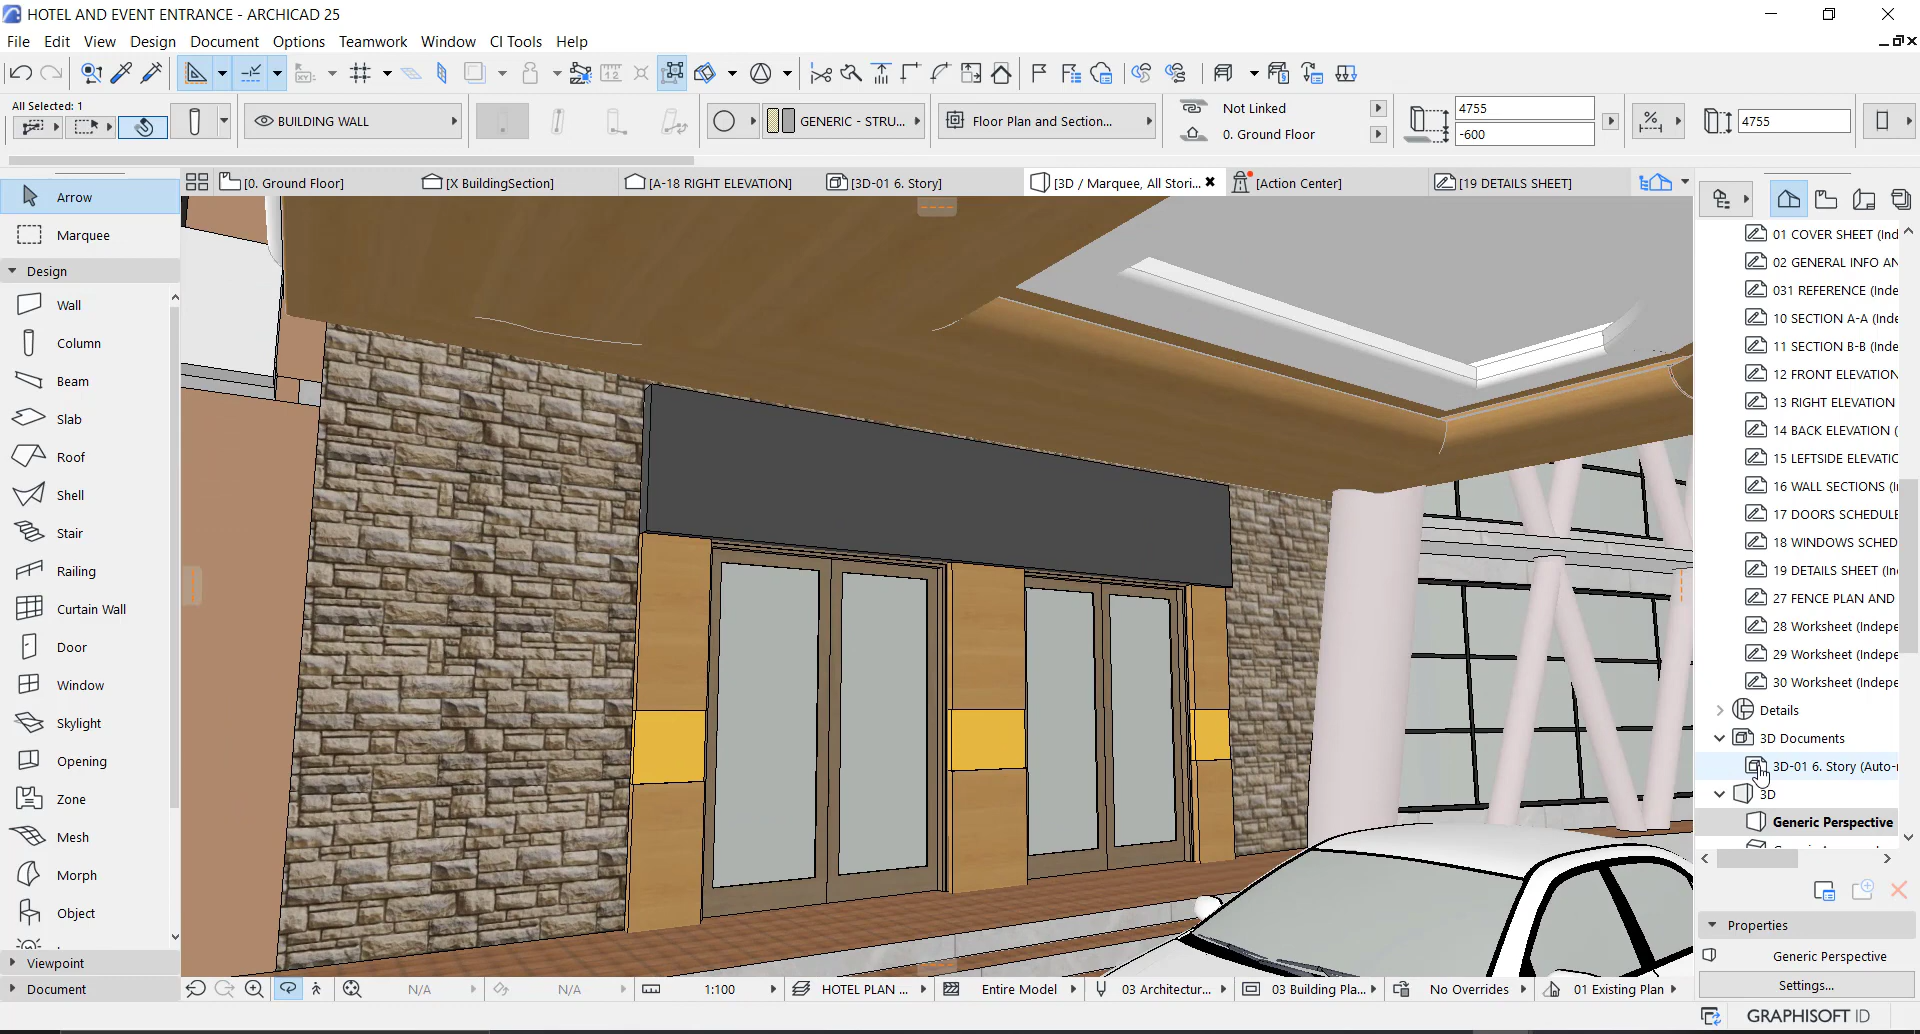 HOTEL AND EVENT ENTRANCE - ARCHICAD 25
File Edit View Design Document Options Teamwork Window CI Tools Help
All Selected: 1
BUILDING WALL
GENERIC - STRU...
Floor Plan and Section...
Not Linked
0. Ground Floor
4755
-600
4755
Arrow
Marquee
Design
Wall
Column
Beam
Slab
Roof
Shell
Stair
Railing
Curtain Wall
Door
Window
Skylight
Opening
Zone
Mesh
Morph
Object
Viewpoint
Document
[0. Ground Floor]
[X BuildingSection]
[A-18 RIGHT ELEVATION]
[3D-01 6. Story]
[3D / Marquee, All Stori...
[Action Center]
[19 DETAILS SHEET]
01 COVER SHEET (Ind
02 GENERAL INFO AN
031 REFERENCE (Inde
10 SECTION A-A (Inde
11 SECTION B-B (Inde
12 FRONT ELEVATION
13 RIGHT ELEVATION
14 BACK ELEVATION (
15 LEFTSIDE ELEVATIO
16 WALL SECTIONS (I
17 DOORS SCHEDULE
18 WINDOWS SCHED
19 DETAILS SHEET (In
27 FENCE PLAN AND
28 Worksheet (Indepe
29 Worksheet (Indepe
30 Worksheet (Indepe
Details
3D Documents
3D-01 6. Story (Auto-
3D
Generic Perspective
Properties
Generic Perspective
Settings...
N/A
N/A
1:100
HOTEL PLAN ...
Entire Model
03 Architectur...
03 Building Pla...
No Overrides
01 Existing Plan
GRAPHISOFT ID